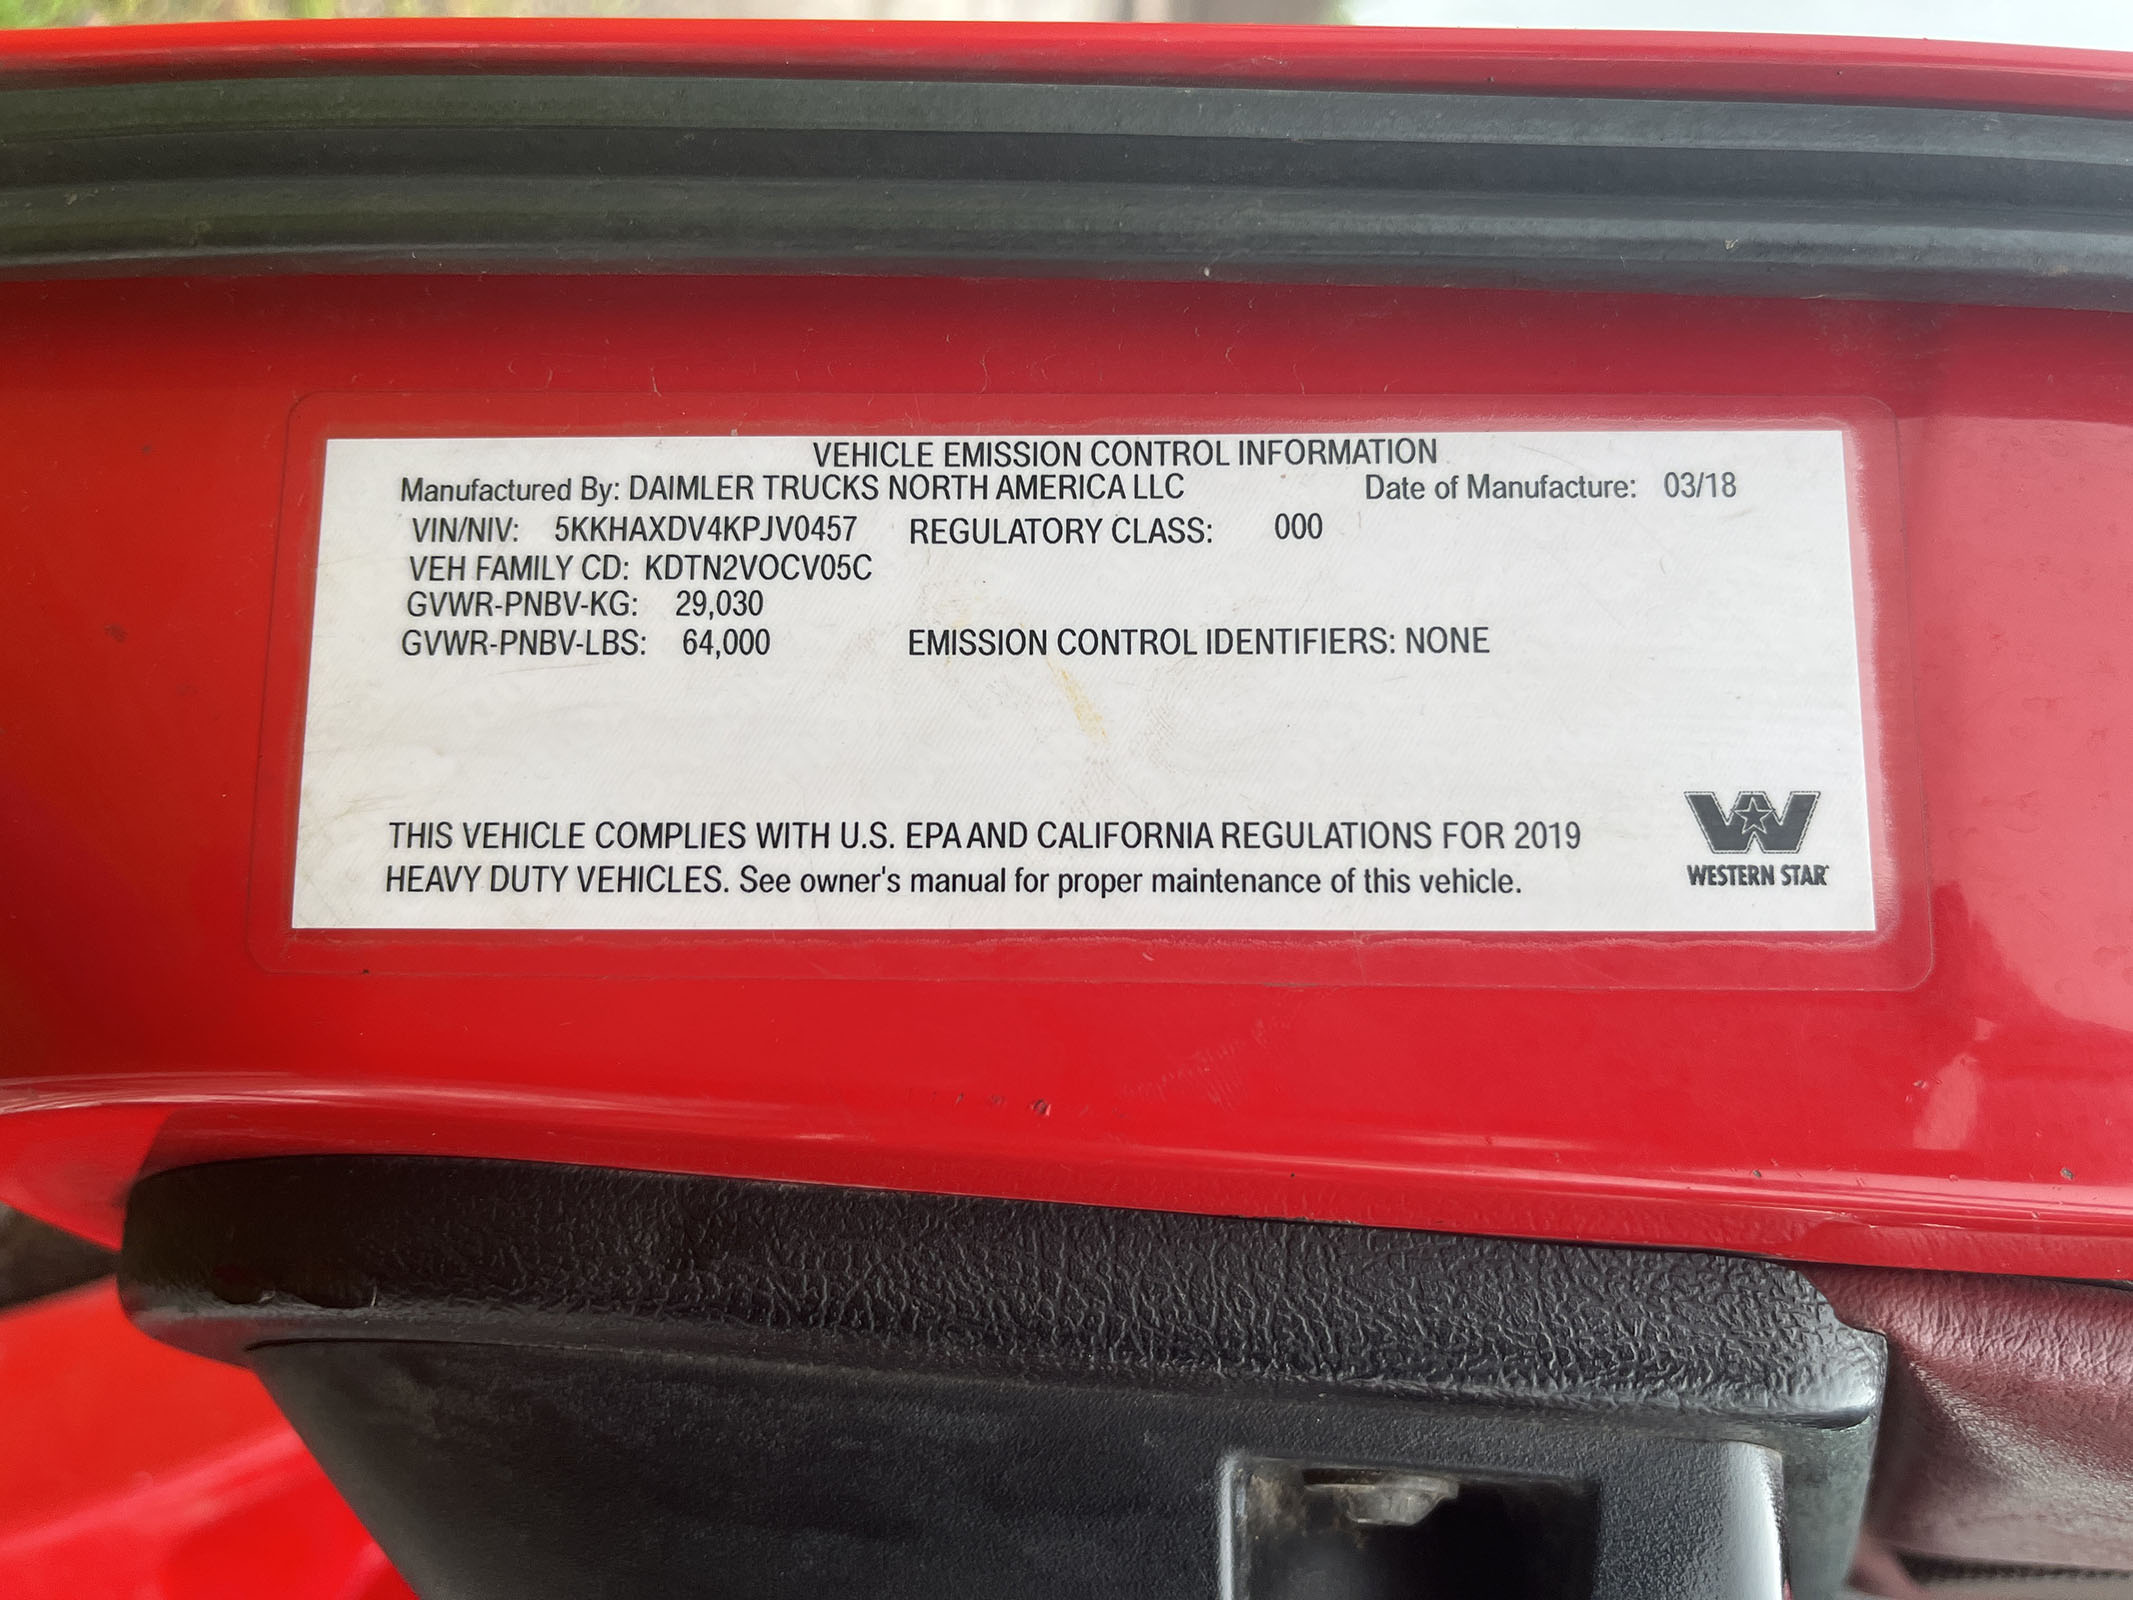 VEHICLE EMISSION CONTROL INFORMATION
Manufactured By: DAIMLER TRUCKS NORTH AMERICA LLC Date of Manufacture: 03/18
VIN/NIV: 5KKHAXDV4KPJV0457 REGULATORY CLASS: 000
VEH FAMILY CD: KDTN2VOCV05C
GVWR-PNBV-KG: 29,030
GVWR-PNBV-LBS: 64,000 EMISSION CONTROL IDENTIFIERS: NONE
THIS VEHICLE COMPLIES WITH U.S. EPA AND CALIFORNIA REGULATIONS FOR 2019
HEAVY DUTY VEHICLES. See owner's manual for proper maintenance of this vehicle.
WESTERN STAR